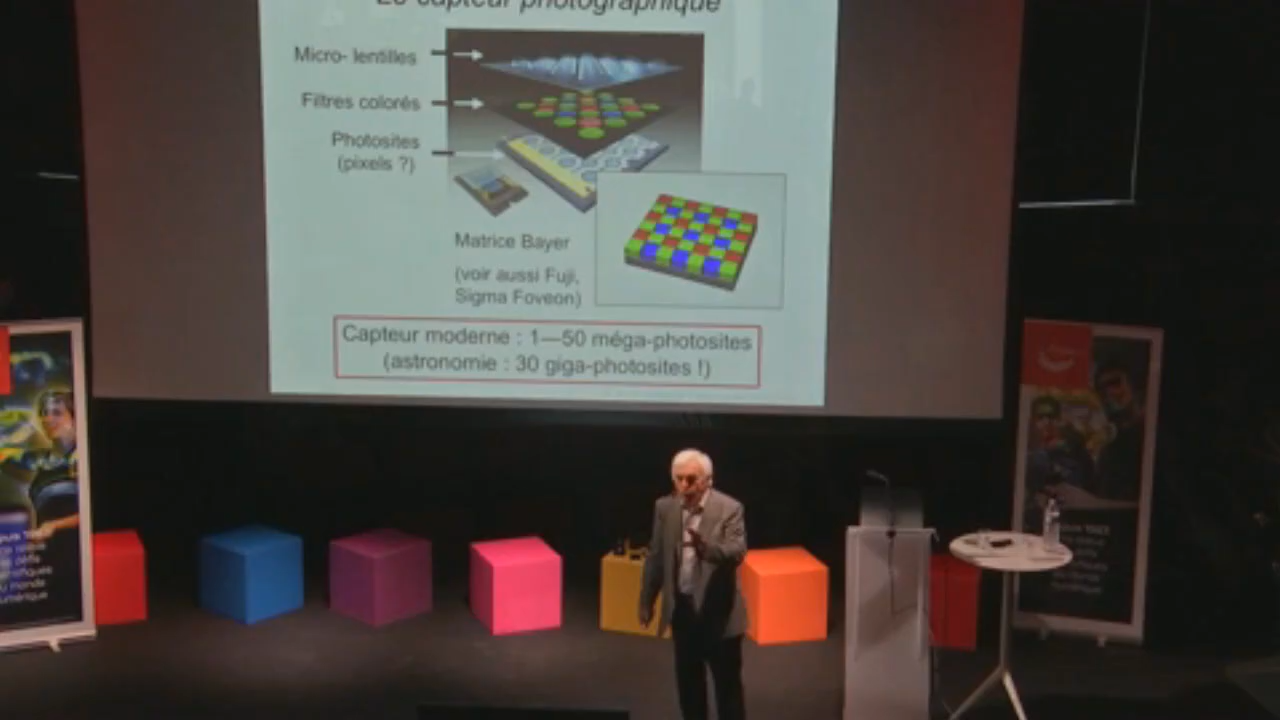 Le capteur photographique
Micro- lentilles
Filtres colorés
Photosites
(pixels ?)
Matrice Bayer
(voir aussi Fuji,
Sigma Foveon)
Capteur moderne : 1—50 méga-photosites
(astronomie : 30 giga-photosites !)